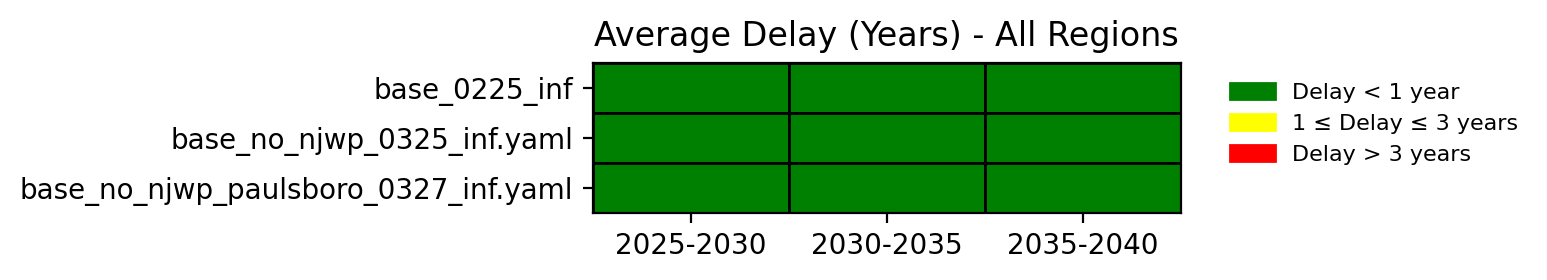 Average Delay (Years) - All Regions
base_0225_inf
base_no_njwp_0325_inf.yaml
base_no_njwp_paulsboro_0327_inf.yaml
2025-2030
2030-2035
2035-2040
Delay < 1 year
1 ≤ Delay ≤ 3 years
Delay > 3 years